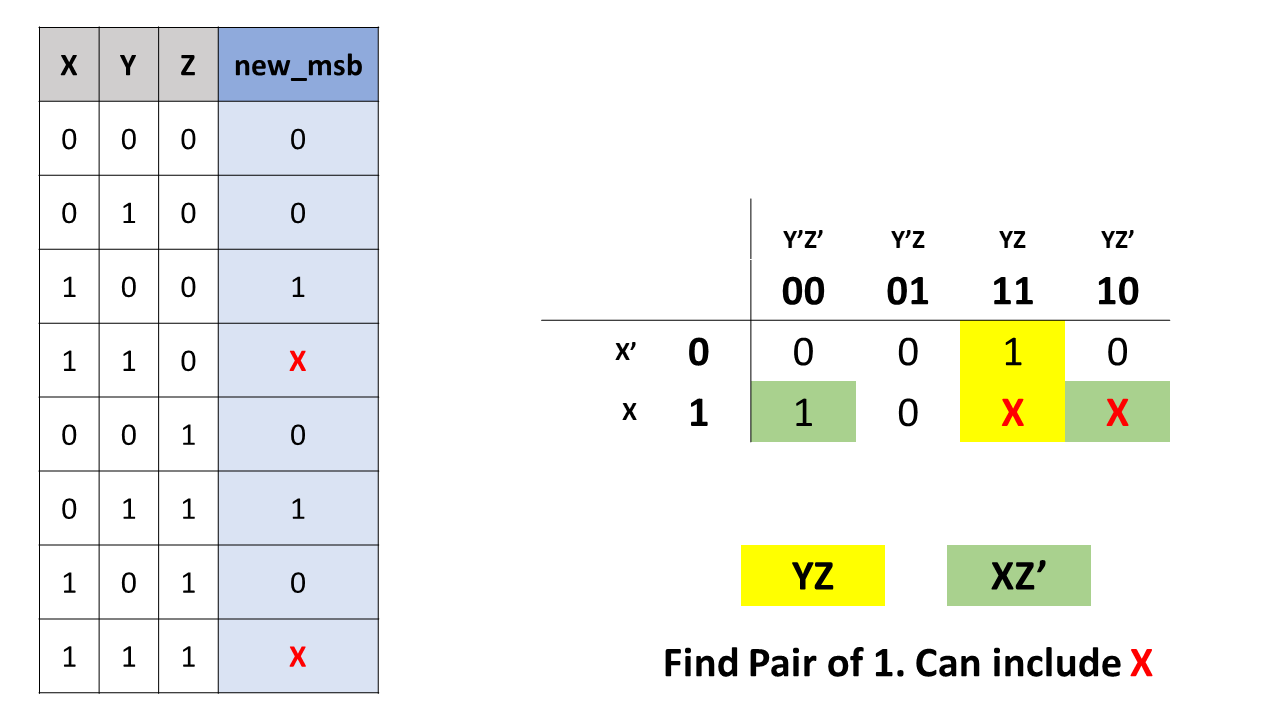 X Y Z new_msb
0 0 0 0
0 1 0 0
1 0 0 1
1 1 0 X
0 0 1 0
0 1 1 1
1 0 1 0
1 1 1 X
Y’Z’ Y’Z YZ YZ’
00 01 11 10
X’ 0 0 0 1 0
X 1 1 0 X X
YZ XZ’
Find Pair of 1. Can include X